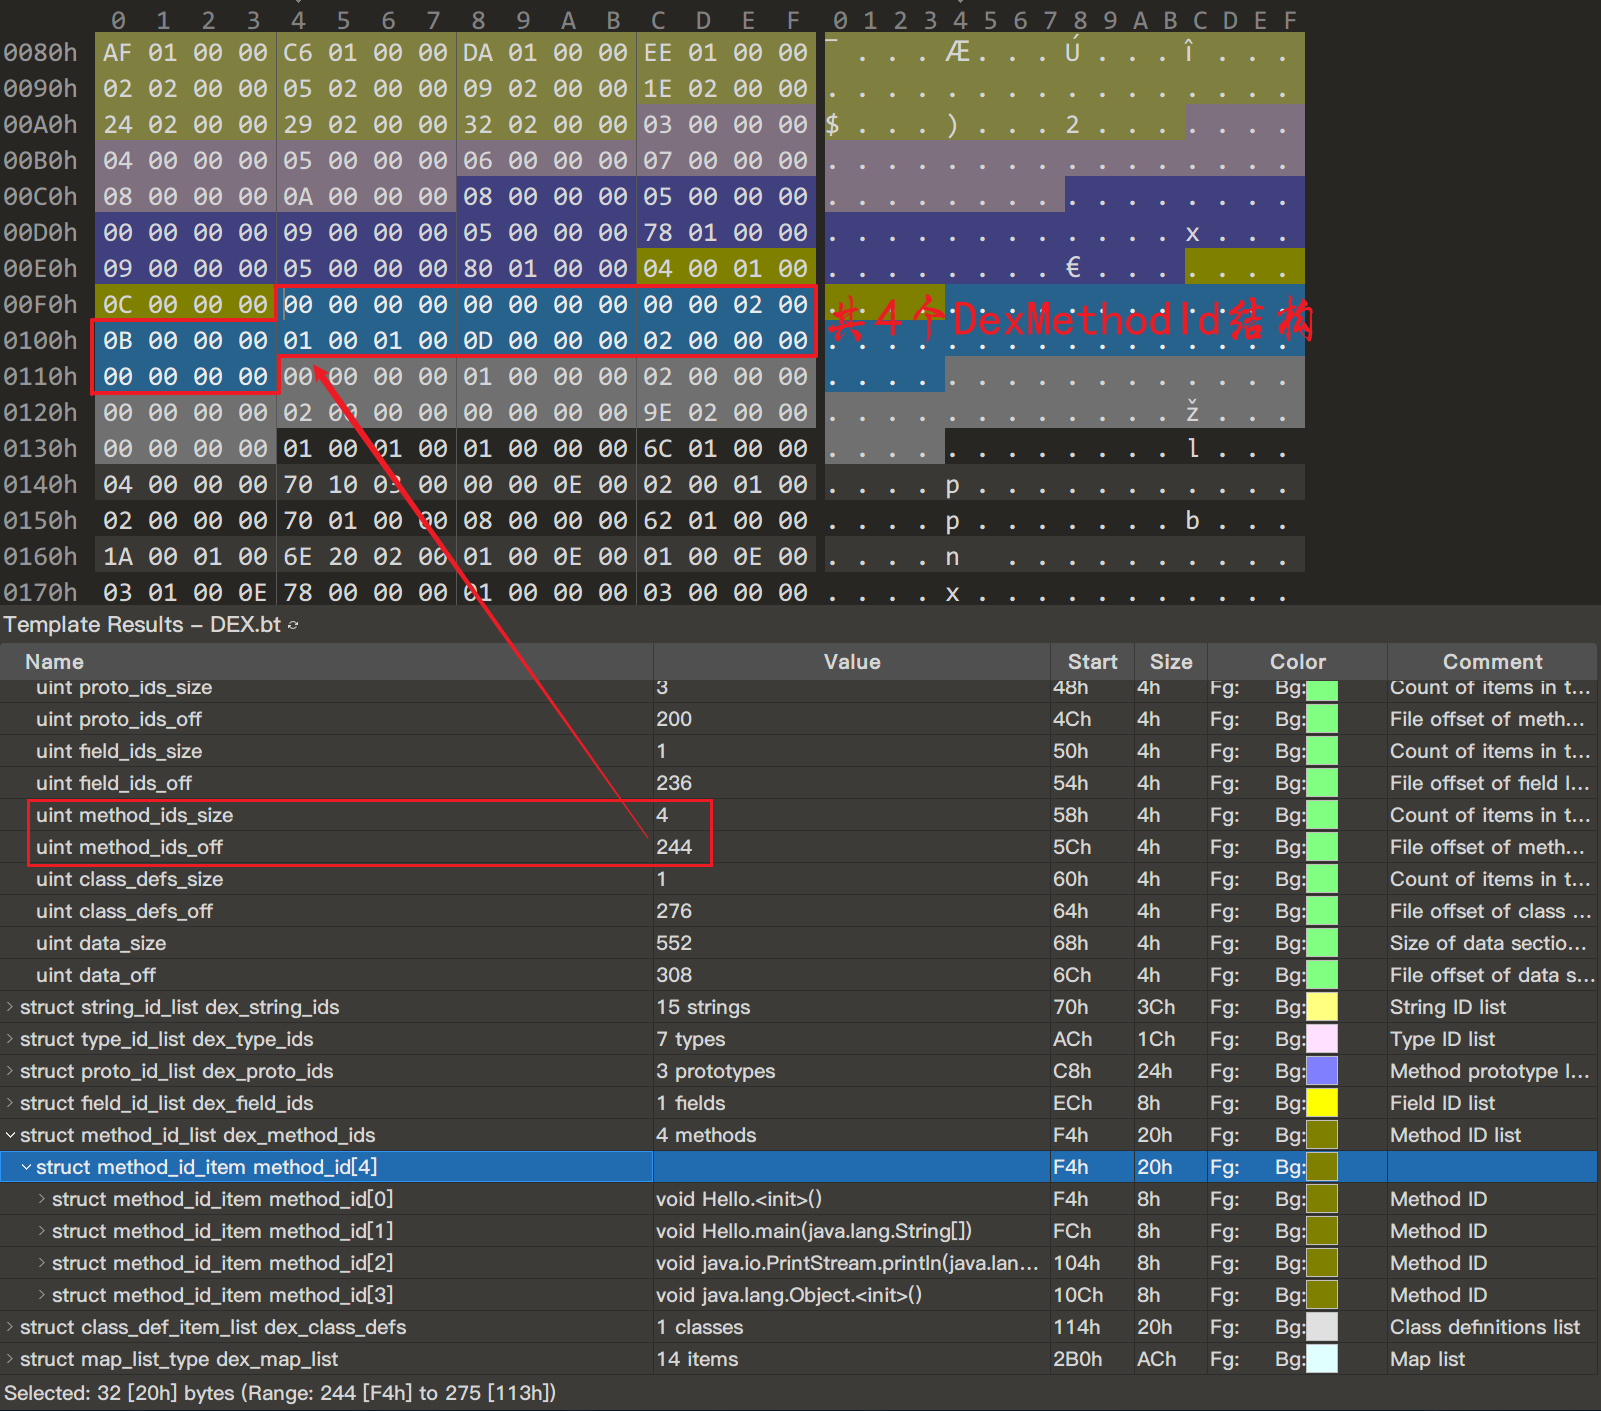 0 1 2 3 4 5 6 7 8 9 A B C D E F 0 1 2 3 4 5 6 7 8 9 A B C D E F
0080h AF 01 00 00 C6 01 00 00 DA 01 00 00 EE 01 00 00 ¯ . . . Æ . . . Ú . . . î . . .
0090h 02 02 00 00 05 02 00 00 09 02 00 00 1E 02 00 00 . . . . . . . . . . . . . . . .
00A0h 24 02 00 00 29 02 00 00 32 02 00 00 03 00 00 00 $ . . . ) . . . 2 . . . . . . .
00B0h 04 00 00 00 05 00 00 00 06 00 00 00 07 00 00 00 . . . . . . . . . . . . . . . .
00C0h 08 00 00 00 0A 00 00 00 08 00 00 00 05 00 00 00 . . . . . . . . . . . . . . . .
00D0h 00 00 00 00 09 00 00 00 05 00 00 00 78 01 00 00 . . . . . . . . . . . . x . . .
00E0h 09 00 00 00 05 00 00 00 80 01 00 00 04 00 01 00 . . . . . . . . € . . . . . . .
00F0h 0C 00 00 00 00 00 00 00 00 00 00 00 00 00 02 00 . . . . . . . . . . . . . . . .
共4个DexMethodId结构
0100h 0B 00 00 00 01 00 01 00 0D 00 00 00 02 00 00 00 . . . . . . . . . . . . . . . .
0110h 00 00 00 00 00 00 00 00 01 00 00 00 02 00 00 00 . . . . . . . . . . . . . . . .
0120h 00 00 00 00 02 00 00 00 00 00 00 00 9E 02 00 00 . . . . . . . . . . . . ž . . .
0130h 00 00 00 00 01 00 01 00 01 00 00 00 6C 01 00 00 . . . . . . . . . . . . l . . .
0140h 04 00 00 00 70 10 03 00 00 00 0E 00 02 00 01 00 . . . . p . . . . . . . . . . .
0150h 02 00 00 00 70 01 00 00 08 00 00 00 62 01 00 00 . . . . p . . . . . . . b . . .
0160h 1A 00 01 00 6E 20 02 00 01 00 0E 00 01 00 0E 00 . . . . n   . . . . . . . . . .
0170h 03 01 00 0E 78 00 00 00 01 00 00 00 03 00 00 00 . . . . x . . . . . . . . . . .
Template Results – DEX.bt
Name Value Start Size Color Comment
uint proto_ids_size 3 48h 4h Fg: Bg: Count of items in t...
uint proto_ids_off 200 4Ch 4h Fg: Bg: File offset of meth...
uint field_ids_size 1 50h 4h Fg: Bg: Count of items in t...
uint field_ids_off 236 54h 4h Fg: Bg: File offset of field l...
uint method_ids_size 4 58h 4h Fg: Bg: Count of items in t...
uint method_ids_off 244 5Ch 4h Fg: Bg: File offset of meth...
uint class_defs_size 1 60h 4h Fg: Bg: Count of items in t...
uint class_defs_off 276 64h 4h Fg: Bg: File offset of class ...
uint data_size 552 68h 4h Fg: Bg: Size of data sectio...
uint data_off 308 6Ch 4h Fg: Bg: File offset of data s...
struct string_id_list dex_string_ids 15 strings 70h 3Ch Fg: Bg: String ID list
struct type_id_list dex_type_ids 7 types ACh 1Ch Fg: Bg: Type ID list
struct proto_id_list dex_proto_ids 3 prototypes C8h 24h Fg: Bg: Method prototype l...
struct field_id_list dex_field_ids 1 fields ECh 8h Fg: Bg: Field ID list
struct method_id_list dex_method_ids 4 methods F4h 20h Fg: Bg: Method ID list
struct method_id_item method_id[4] F4h 20h Fg: Bg:
struct method_id_item method_id[0] void Hello.<init>() F4h 8h Fg: Bg: Method ID
struct method_id_item method_id[1] void Hello.main(java.lang.String[]) FCh 8h Fg: Bg: Method ID
struct method_id_item method_id[2] void java.io.PrintStream.println(java.lan... 104h 8h Fg: Bg: Method ID
struct method_id_item method_id[3] void java.lang.Object.<init>() 10Ch 8h Fg: Bg: Method ID
struct class_def_item_list dex_class_defs 1 classes 114h 20h Fg: Bg: Class definitions list
struct map_list_type dex_map_list 14 items 2B0h ACh Fg: Bg: Map list
Selected: 32 [20h] bytes (Range: 244 [F4h] to 275 [113h])